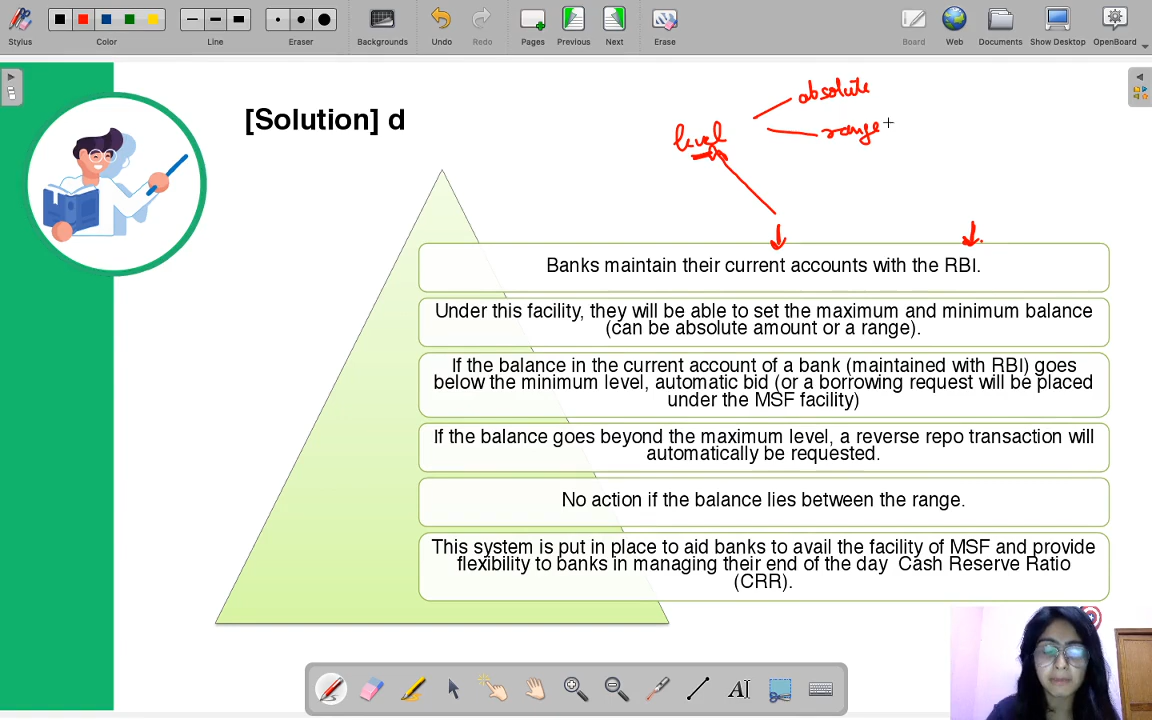 Stylus
Color
Line
Eraser
Backgrounds
Undo
Redo
Pages
Previous
Next
Erase
Board
Web
Documents
Show Desktop
OpenBoard
[Solution] d
absolute
level
range
Banks maintain their current accounts with the RBI.
Under this facility, they will be able to set the maximum and minimum balance
(can be absolute amount or a range).
If the balance in the current account of a bank (maintained with RBI) goes
below the minimum level, automatic bid (or a borrowing request will be placed
under the MSF facility)
If the balance goes beyond the maximum level, a reverse repo transaction will
automatically be requested.
No action if the balance lies between the range.
This system is put in place to aid banks to avail the facility of MSF and provide
flexibility to banks in managing their end of the day Cash Reserve Ratio
(CRR).